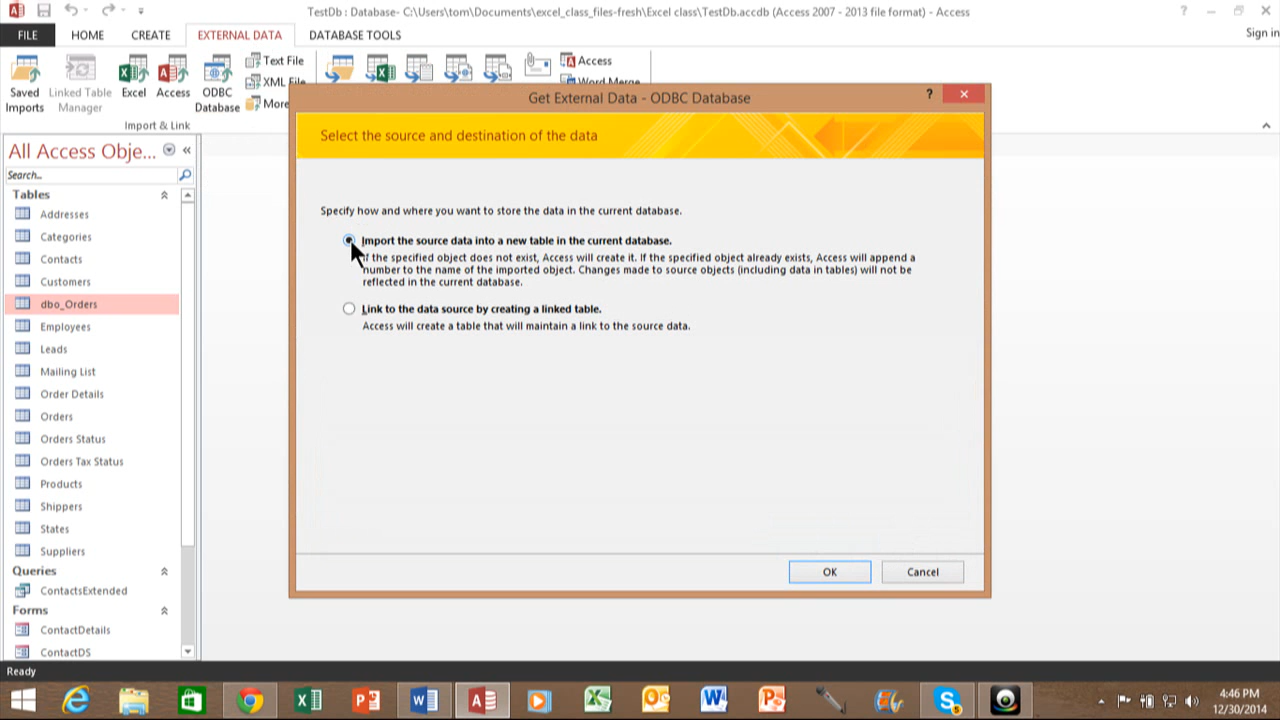 TestDb : Database- C:\Users\tom\Documents\excel_class_files-fresh\Excel class\TestDb.accdb (Access 2007 - 2013 file format) - Access
FILE HOME CREATE EXTERNAL DATA DATABASE TOOLS Sign in
Saved Imports
Linked Table Manager
Excel
Access
ODBC Database
Text File
XML File
More
Access
Word Merge
Import & Link
Get External Data - ODBC Database
Select the source and destination of the data
Specify how and where you want to store the data in the current database.
Import the source data into a new table in the current database.
If the specified object does not exist, Access will create it. If the specified object already exists, Access will append a
number to the name of the imported object. Changes made to source objects (including data in tables) will not be
reflected in the current database.
Link to the data source by creating a linked table.
Access will create a table that will maintain a link to the source data.
OK Cancel
All Access Obje...
Search...
Tables
Addresses
Categories
Contacts
Customers
dbo_Orders
Employees
Leads
Mailing List
Order Details
Orders
Orders Status
Orders Tax Status
Products
Shippers
States
Suppliers
Queries
ContactsExtended
Forms
ContactDetails
ContactDS
Ready
4:46 PM
12/30/2014